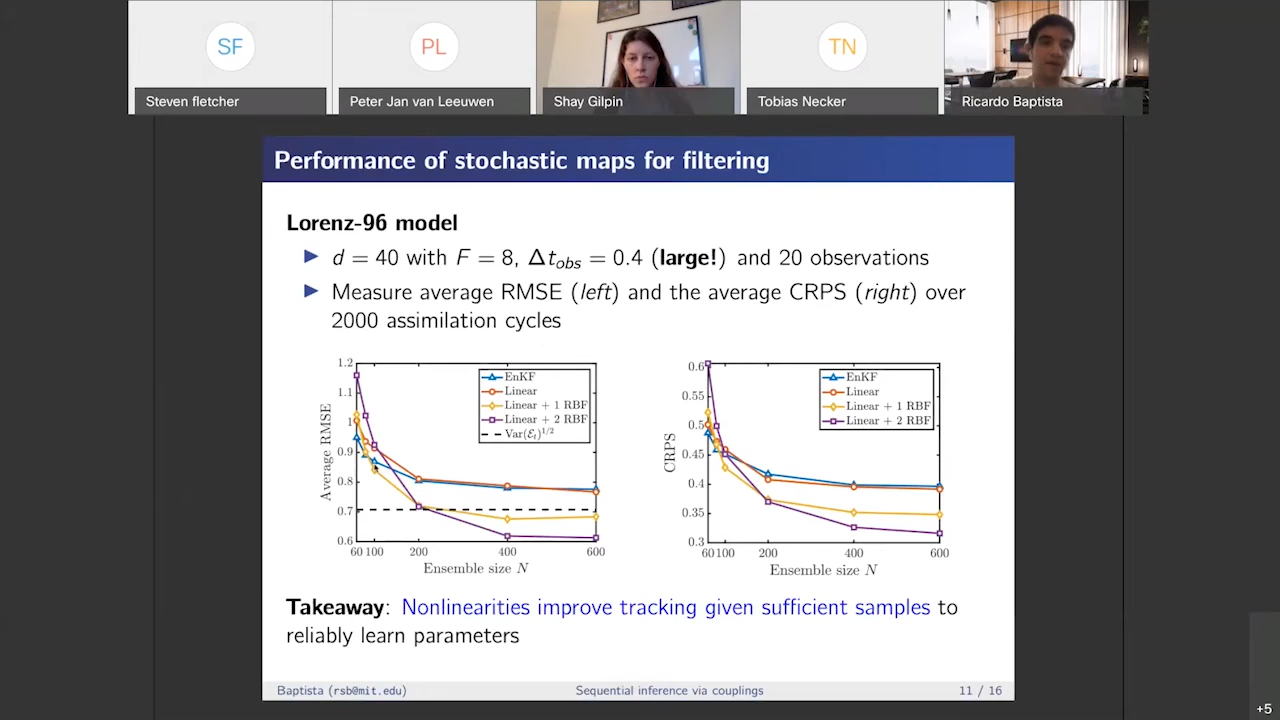 SF
PL
TN
Steven fletcher
Peter Jan van Leeuwen
Shay Gilpin
Tobias Necker
Ricardo Baptista
Performance of stochastic maps for filtering
Lorenz-96 model
▶ d = 40 with F = 8, Δt_obs = 0.4 (large!) and 20 observations
▶ Measure average RMSE (left) and the average CRPS (right) over
2000 assimilation cycles
Average RMSE
1.2
1.1
1
0.9
0.8
0.7
0.6
EnKF
Linear
Linear + 1 RBF
Linear + 2 RBF
Var(ℰ_t)^1/2
60 100 200 400 600
Ensemble size N
CRPS
0.6
0.55
0.5
0.45
0.4
0.35
0.3
EnKF
Linear
Linear + 1 RBF
Linear + 2 RBF
60 100 200 400 600
Ensemble size N
Takeaway: Nonlinearities improve tracking given sufficient samples to
reliably learn parameters
Baptista (rsb@mit.edu) Sequential inference via couplings 11 / 16
+5